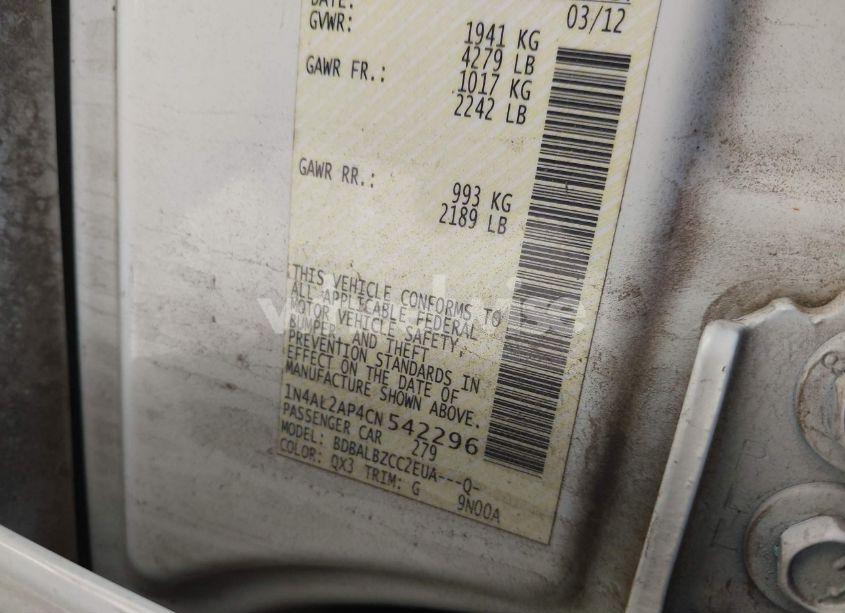 DATE:
03/12
GVWR:
1941 KG
4279 LB
GAWR FR.:
1017 KG
2242 LB
GAWR RR.:
993 KG
2189 LB
THIS VEHICLE CONFORMS TO
ALL APPLICABLE FEDERAL
MOTOR VEHICLE SAFETY,
BUMPER, AND THEFT
PREVENTION STANDARDS IN
EFFECT ON THE DATE OF
MANUFACTURE SHOWN ABOVE.
1N4AL2AP4CN542296
PASSENGER CAR 279
MODEL: BDBALBZCC2EUA---Q-
COLOR: QX3 TRIM: G 9N00A